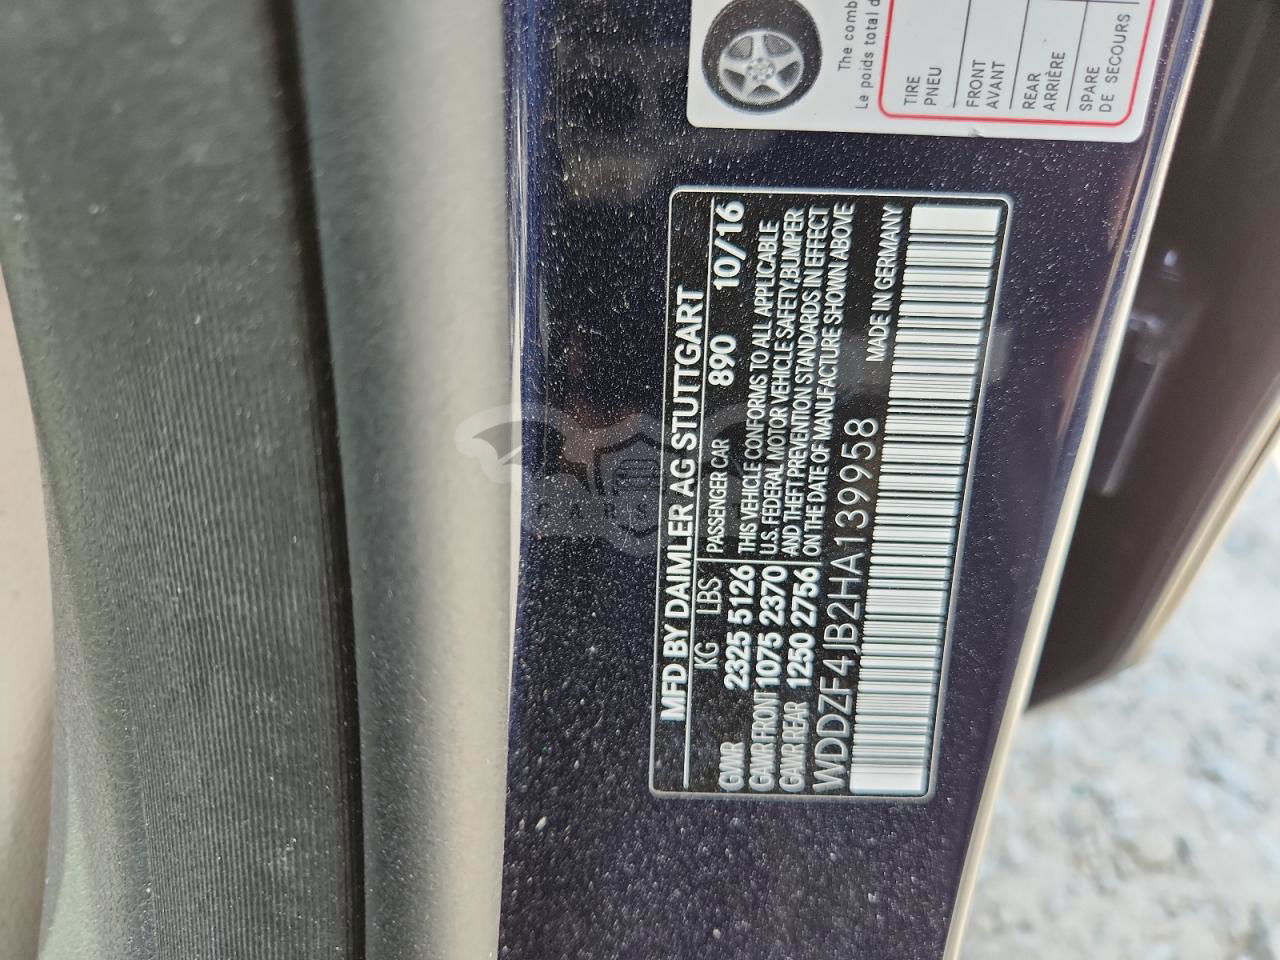 The comb
Le poids total d
TIRE
PNEU
FRONT
AVANT
REAR
ARRIÈRE
SPARE
DE SECOURS
MFD BY DAIMLER AG STUTTGART
KG LBS PASSENGER CAR 890 10/16
GVWR 2325 5126 THIS VEHICLE CONFORMS TO ALL APPLICABLE
GAWR FRONT 1075 2370 U.S. FEDERAL MOTOR VEHICLE SAFETY,BUMPER
GAWR REAR 1250 2756 AND THEFT PREVENTION STANDARDS IN EFFECT
ON THE DATE OF MANUFACTURE SHOWN ABOVE
WDDZF4JB2HA139958 MADE IN GERMANY
CARS